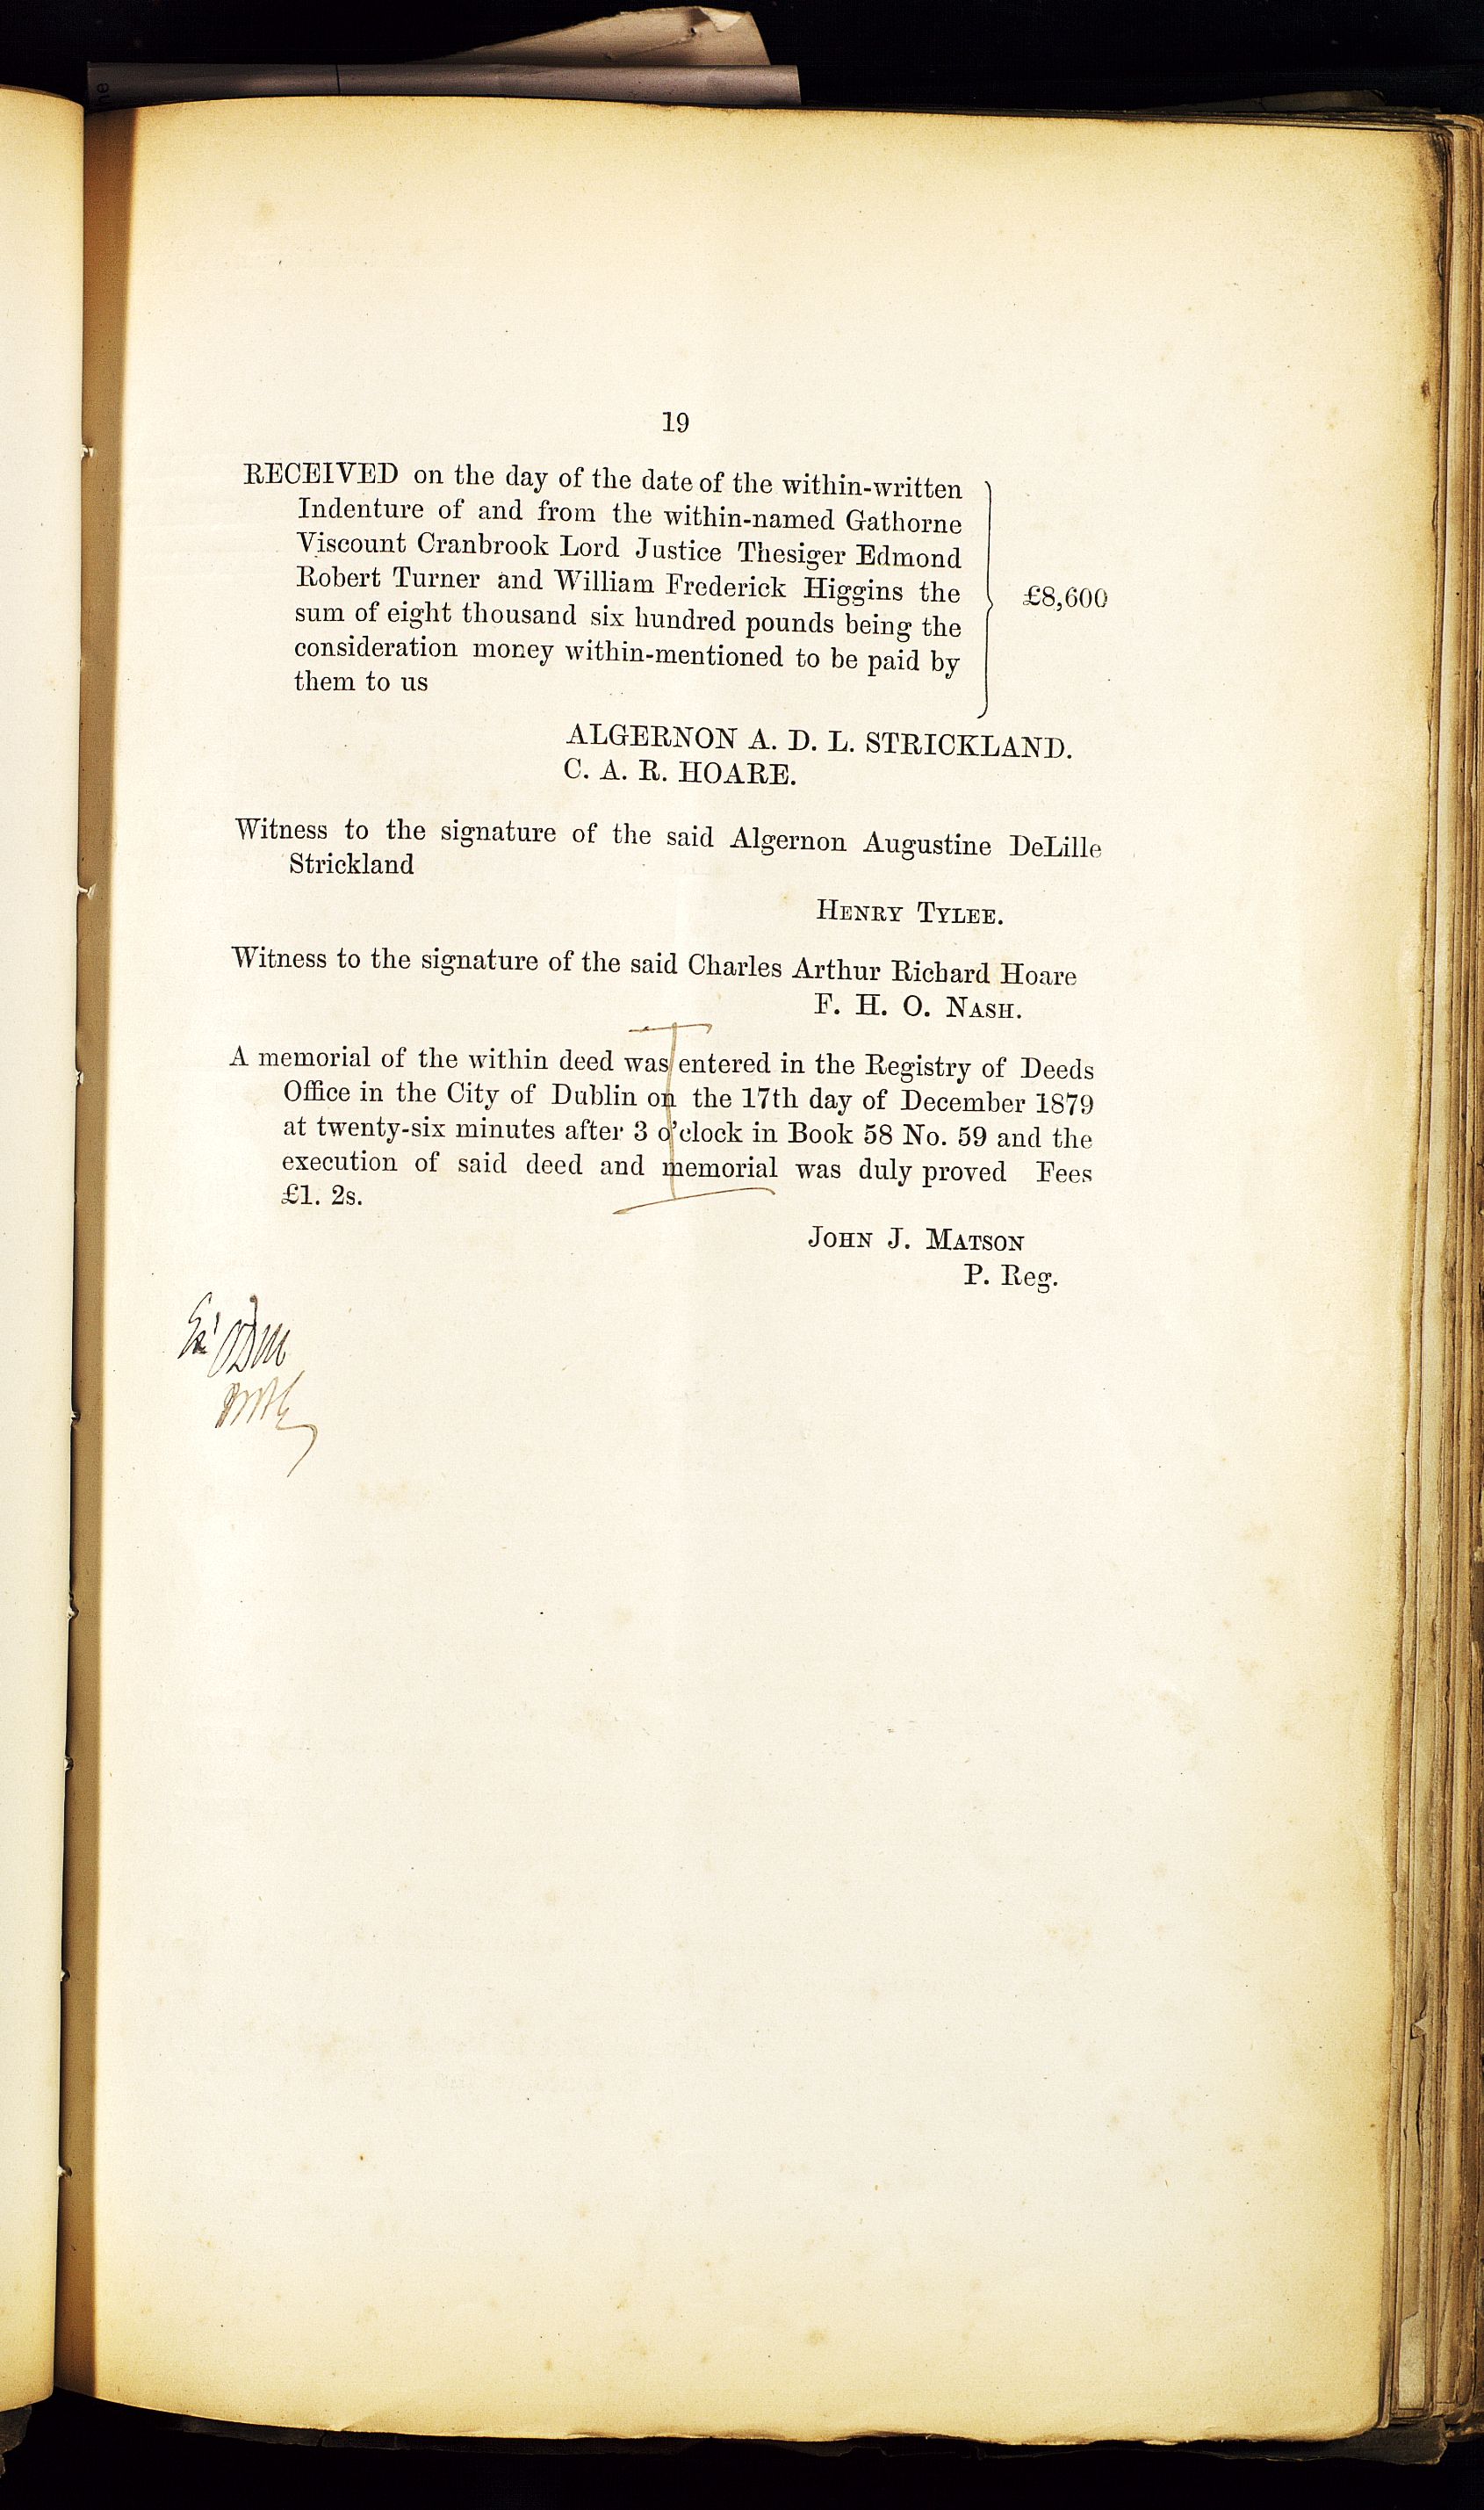 19
RECEIVED on the day of the date of the within-written
Indenture of and from the within-named Gathorne
Viscount Cranbrook Lord Justice Thesiger Edmond
Robert Turner and William Frederick Higgins the
sum of eight thousand six hundred pounds being the
consideration money within-mentioned to be paid by
them to us
£8,600
ALGERNON A. D. L. STRICKLAND.
C. A. R. HOARE.
Witness to the signature of the said Algernon Augustine DeLille
Strickland
HENRY TYLEE.
Witness to the signature of the said Charles Arthur Richard Hoare
F. H. O. NASH.
A memorial of the within deed was entered in the Registry of Deeds
Office in the City of Dublin on the 17th day of December 1879
at twenty-six minutes after 3 o'clock in Book 58 No. 59 and the
execution of said deed and memorial was duly proved Fees
£1. 2s.
JOHN J. MATSON
P. Reg.